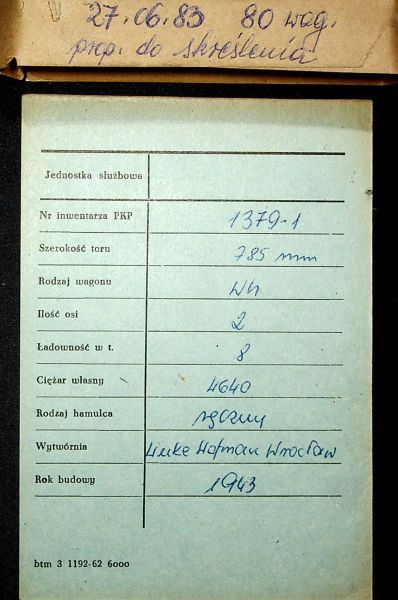 27.06.83 80 wag.
prop. do skreślenia
Jednostka służbowa
Nr inwentarza PKP 1379-1
Szerokość toru 785 mm
Rodzaj wagonu Wh
Ilość osi 2
Ładowność w t. 8
Ciężar własny 4640
Rodzaj hamulca ręczny
Wytwórnia Linke Hofman Wrocław
Rok budowy 1943
btm 3 1192-62 6000